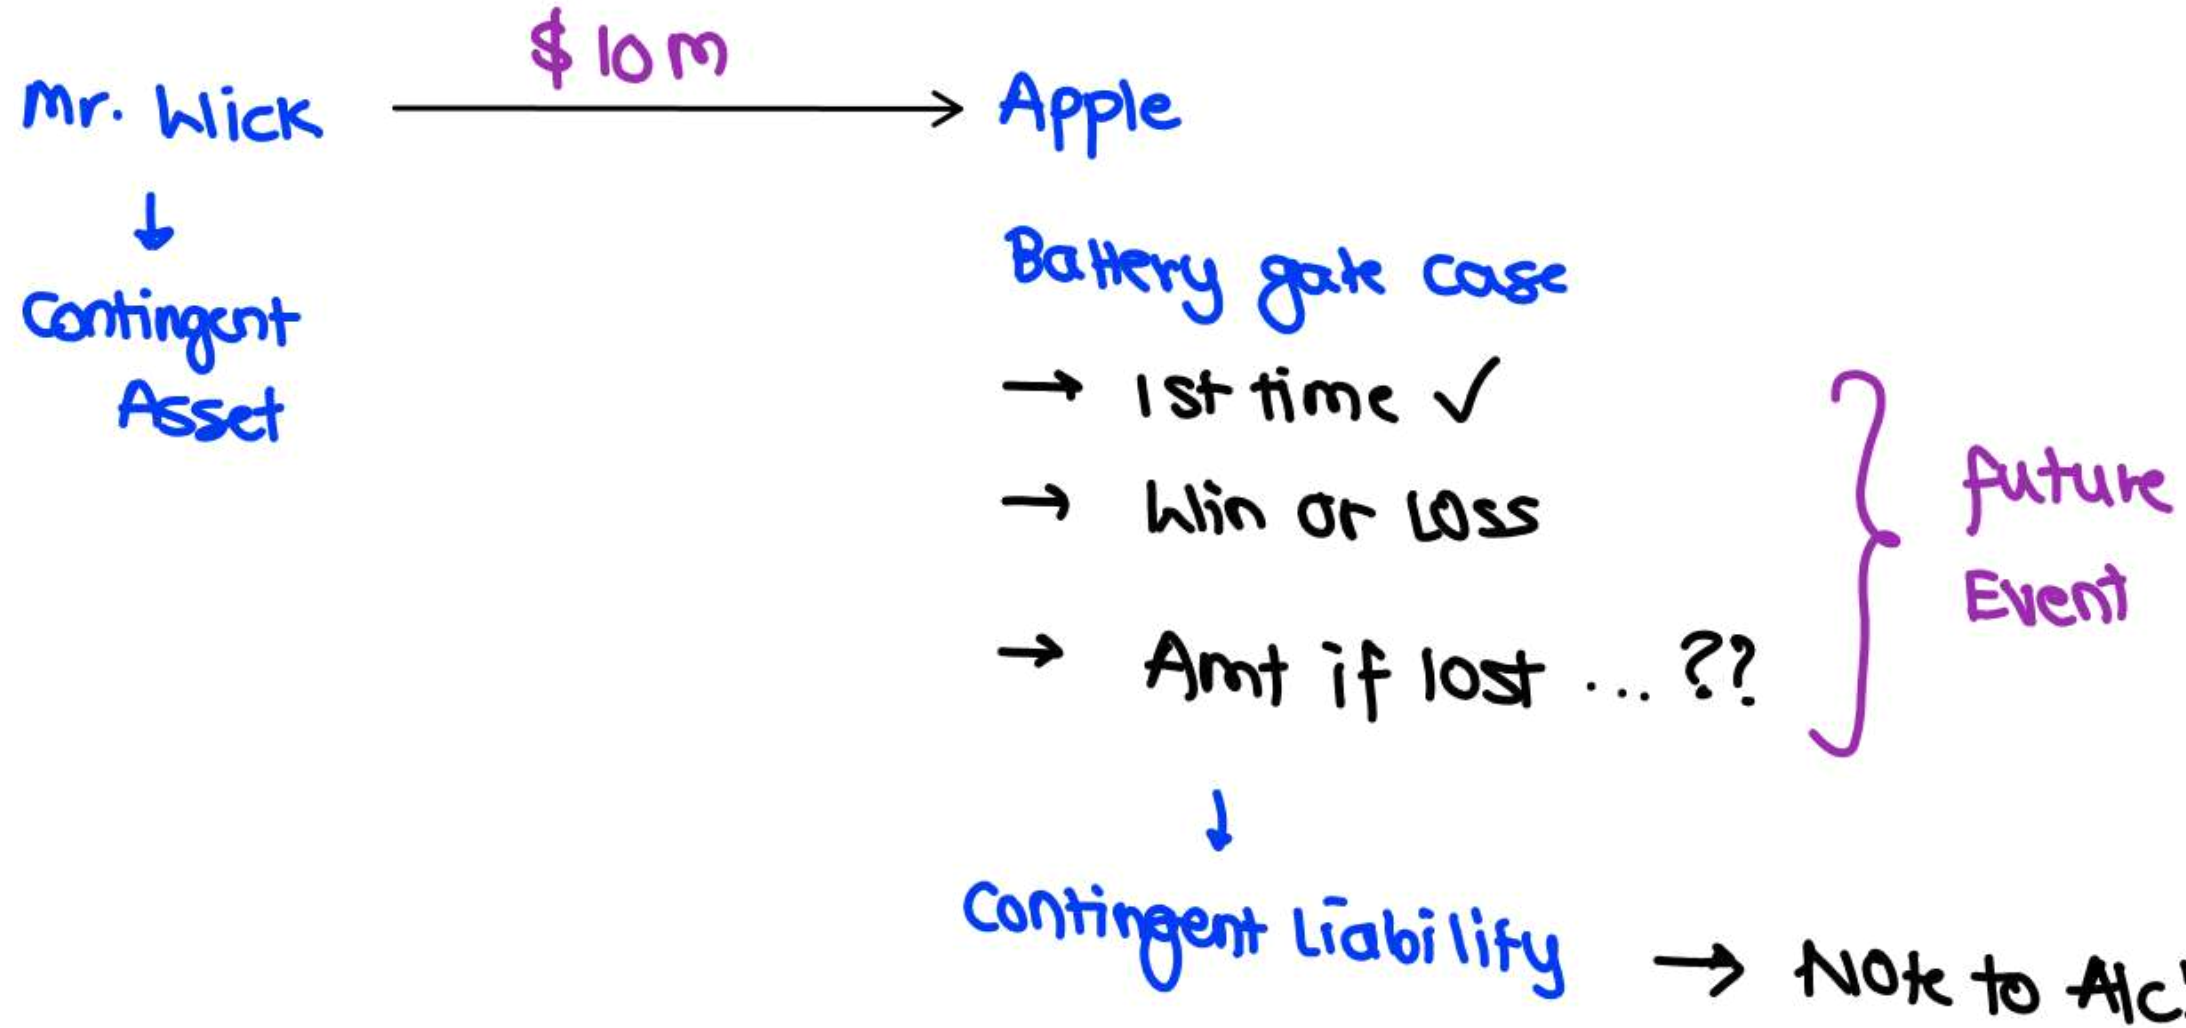 $ 10 m
Mr. Wick → Apple
↓
Contingent
Asset
Battery gate case
→ 1st time ✓
→ Win or Loss
→ Amt if lost ... ??
future
Event
↓
Contingent Liability → Note to A/c